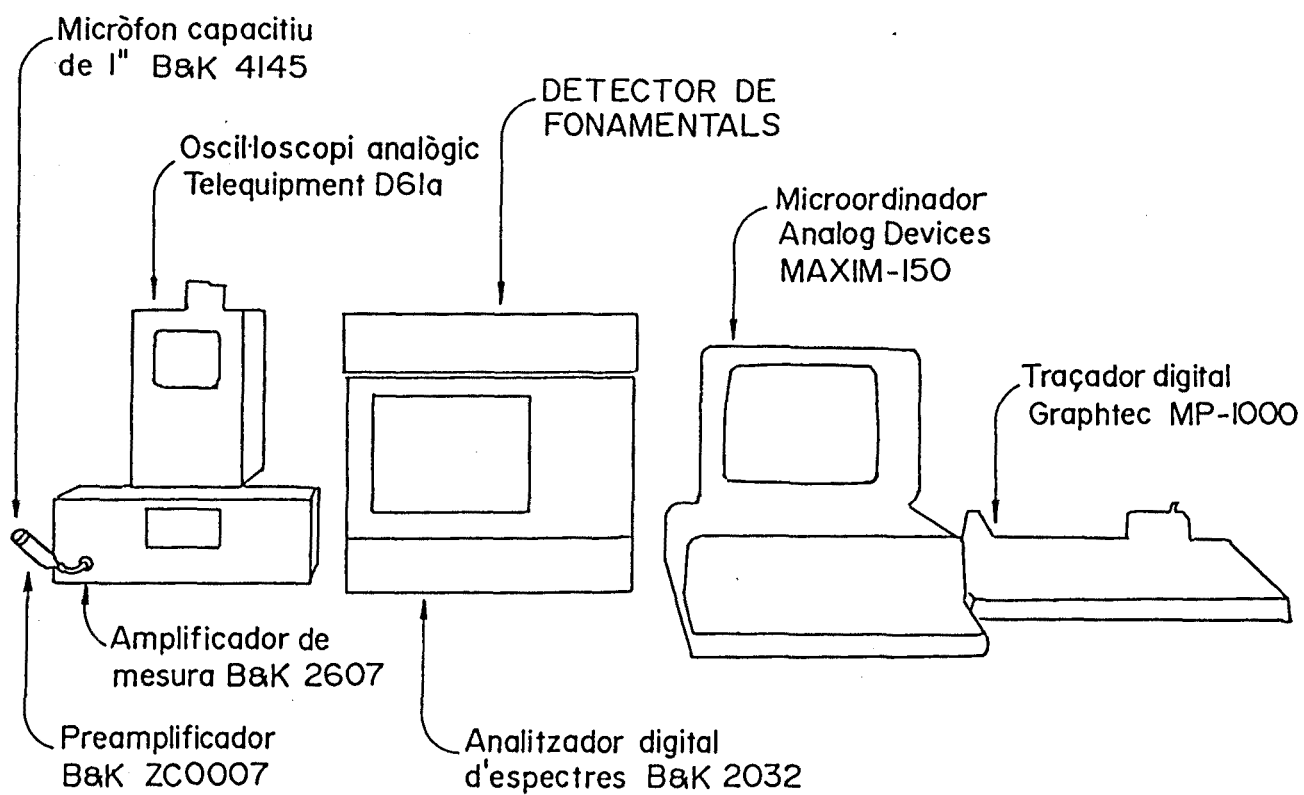 Micròfon capacitiu
de 1" B&K 4145
DETECTOR DE
FONAMENTALS
Oscil·loscopi analògic
Telequipment D61a
Microordinador
Analog Devices
MAXIM-150
Traçador digital
Graphtec MP-1000
Amplificador de
mesura B&K 2607
Preamplificador
B&K ZC0007
Analitzador digital
d'espectres B&K 2032